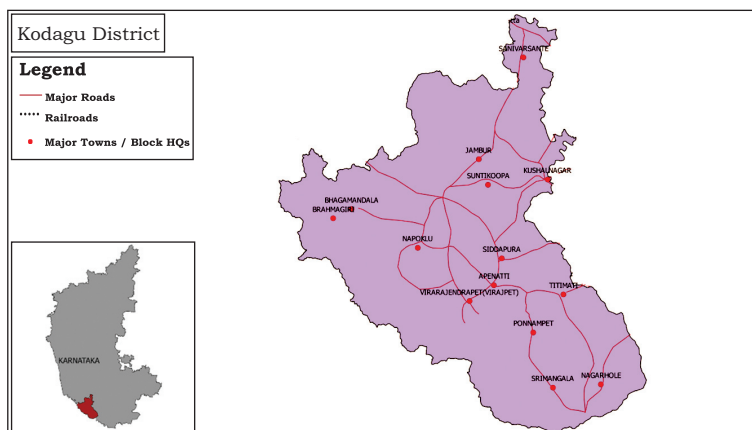 Kodagu District
Legend
Major Roads
Railroads
Major Towns / Block HQs
SANIVARSANTE
JAMBUR
KUSHALNAGAR
SUNTIKOOPA
BHAGAMANDALA
BRAHMAGIRI
NAPOKLU
SIDDAPURA
APENATTI
TITIMATI
VIRARAJENDRAPET(VIRAJPET)
PONNAMPET
SRIMANGALA
NAGARHOLE
KARNATAKA